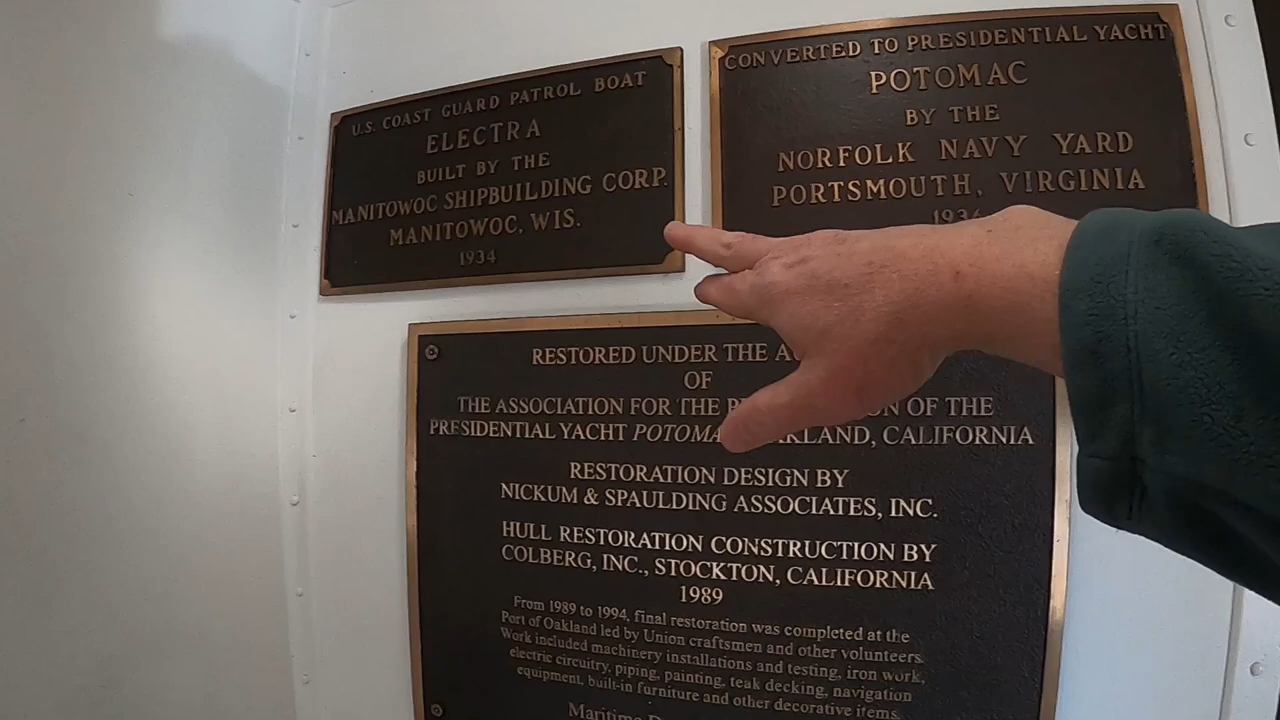 U.S. COAST GUARD PATROL BOAT
ELECTRA
BUILT BY THE
MANITOWOC SHIPBUILDING CORP.
MANITOWOC, WIS.
1934
CONVERTED TO PRESIDENTIAL YACHT
POTOMAC
BY THE
NORFOLK NAVY YARD
PORTSMOUTH, VIRGINIA
1936
RESTORED UNDER THE
OF
THE ASSOCIATION FOR THE OF THE
PRESIDENTIAL YACHT CALIFORNIA
RESTORATION DESIGN BY
NICKUM & SPAULDING ASSOCIATES, INC.
HULL RESTORATION CONSTRUCTION BY
COLBERG, INC., STOCKTON, CALIFORNIA
1989
From 1989 to 1994, final restoration was completed at the
Port of Oakland led by Union craftsmen and other volunteers.
Work included machinery installations and testing, iron work,
electric circuitry, piping, painting, teak decking, navigation
equipment, built-in furniture and other decorative items.
Maritime